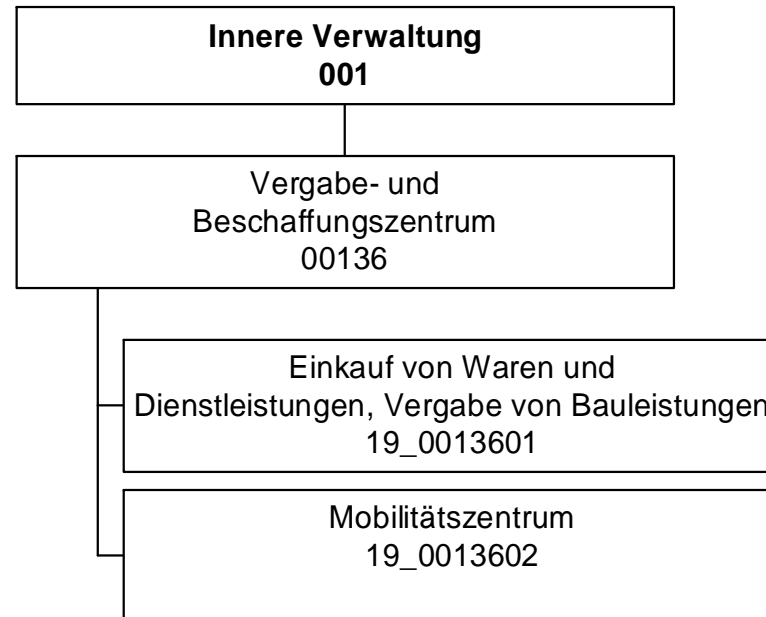 Innere Verwaltung
001
Vergabe- und
Beschaffungszentrum
00136
Einkauf von Waren und
Dienstleistungen, Vergabe von Bauleistungen
19_0013601
Mobilitätszentrum
19_0013602